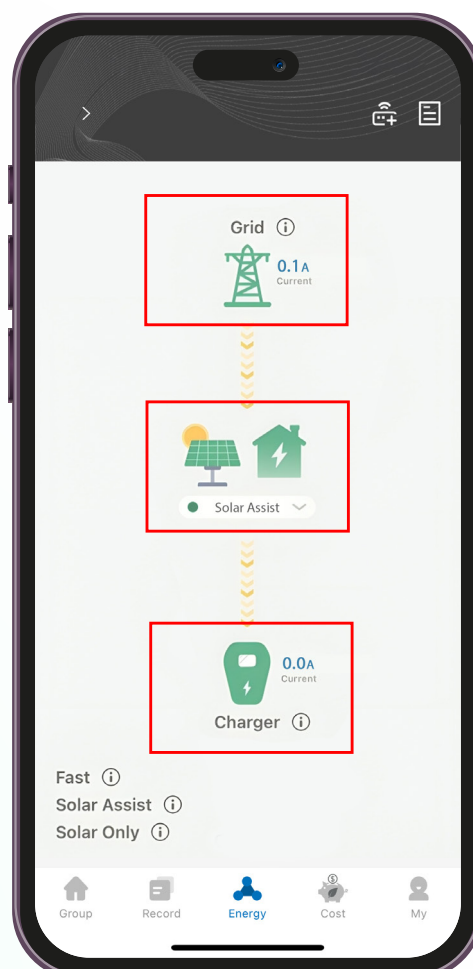 Grid
0.1A
Current
Solar Assist
0.0A
Current
Charger
Fast
Solar Assist
Solar Only
Group Record Energy Cost My